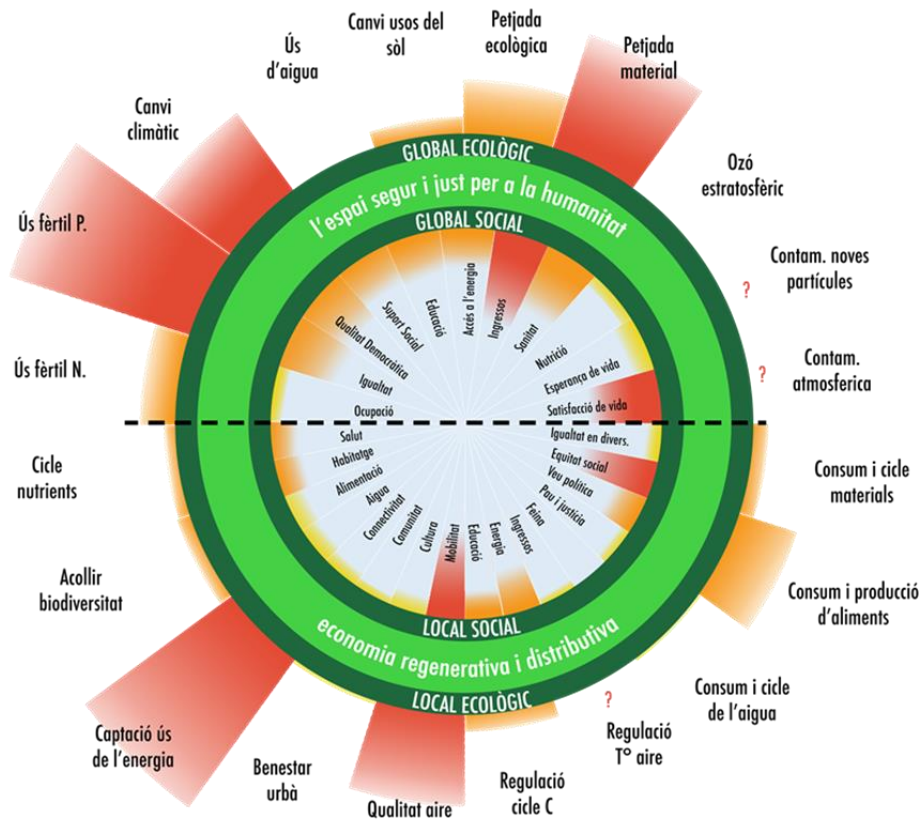 Canvi usos del
sòl
Petjada
ecològica
Petjada
material
Ús
d'aigua
Canvi
climàtic
Ozó
estratosfèric
Ús fèrtil P.
Contam. noves
partícules
?
Ús fèrtil N.
Contam.
atmosferica
?
GLOBAL ECOLÒGIC
l'espai segur i just per a la humanitat
GLOBAL SOCIAL
Ocupació
Igualtat
Qualitat Democràtica
Suport Social
Educació
Accés a l'energia
Ingressos
Sanitat
Nutrició
Esperança de vida
Satisfacció de vida
Salut
Habitatge
Alimentació
Aigua
Connectivitat
Comunitat
Cultura
Mobilitat
Educació
Energia
Ingressos
Feina
Pau i justícia
Veu política
Equitat social
Igualtat en divers.
LOCAL SOCIAL
economia regenerativa i distributiva
LOCAL ECOLÒGIC
Cicle
nutrients
Consum i cicle
materials
Acollir
biodiversitat
Consum i producció
d'aliments
Captació ús
de l'energia
Consum i cicle
de l'aigua
Benestar
urbà
?
Regulació
Tº aire
Qualitat aire
Regulació
cicle C